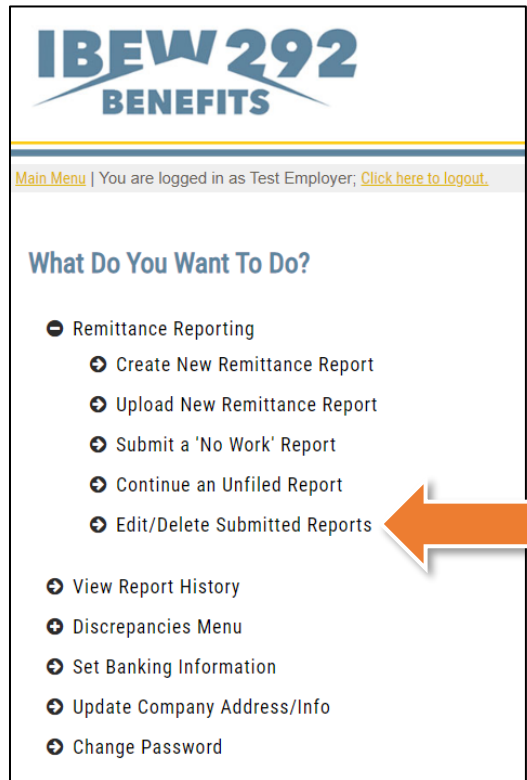 IBEW 292
BENEFITS
Main Menu | You are logged in as Test Employer; Click here to logout.
What Do You Want To Do?
Remittance Reporting
Create New Remittance Report
Upload New Remittance Report
Submit a 'No Work' Report
Continue an Unfiled Report
Edit/Delete Submitted Reports
View Report History
Discrepancies Menu
Set Banking Information
Update Company Address/Info
Change Password